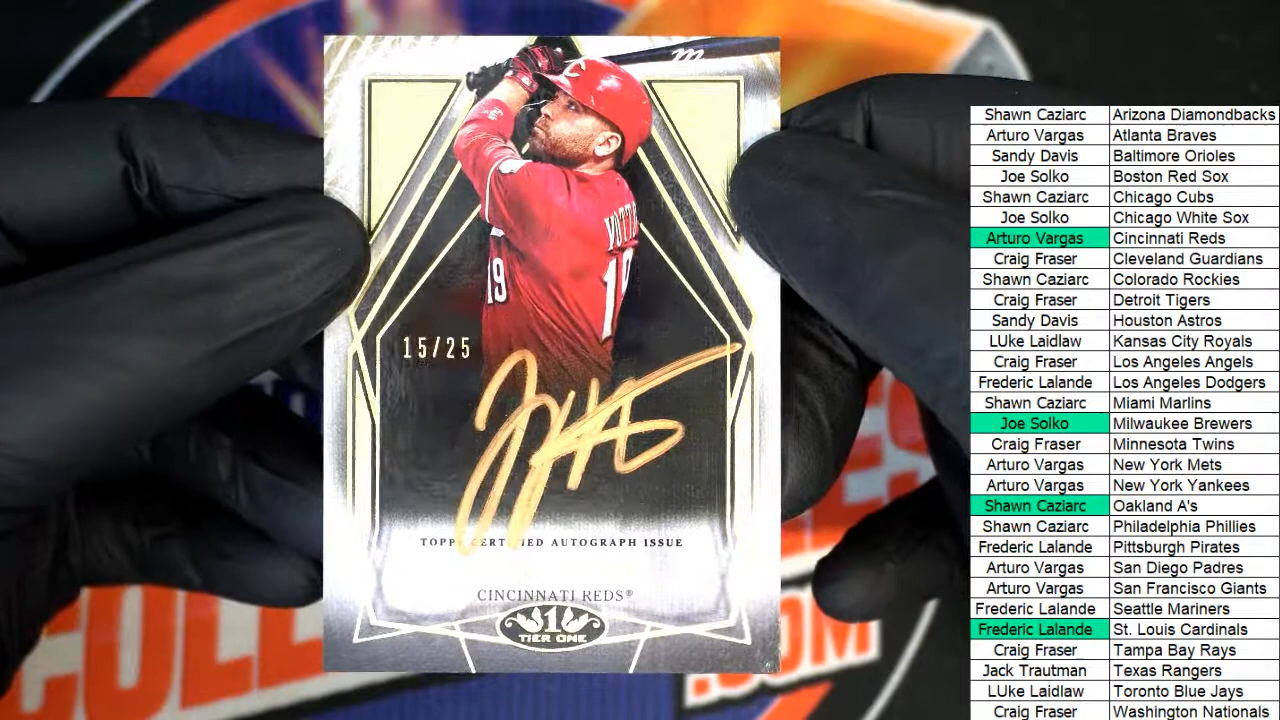 m
C
VOTT
19
19
15/25
TOPPS CERTIFIED AUTOGRAPH ISSUE
CINCINNATI REDS®
1
TIER ONE
Shawn Caziarc Arizona Diamondbacks
Arturo Vargas Atlanta Braves
Sandy Davis Baltimore Orioles
Joe Solko Boston Red Sox
Shawn Caziarc Chicago Cubs
Joe Solko Chicago White Sox
Arturo Vargas Cincinnati Reds
Craig Fraser Cleveland Guardians
Shawn Caziarc Colorado Rockies
Craig Fraser Detroit Tigers
Sandy Davis Houston Astros
LUke Laidlaw Kansas City Royals
Craig Fraser Los Angeles Angels
Frederic Lalande Los Angeles Dodgers
Shawn Caziarc Miami Marlins
Joe Solko Milwaukee Brewers
Craig Fraser Minnesota Twins
Arturo Vargas New York Mets
Arturo Vargas New York Yankees
Shawn Caziarc Oakland A's
Shawn Caziarc Philadelphia Phillies
Frederic Lalande Pittsburgh Pirates
Arturo Vargas San Diego Padres
Arturo Vargas San Francisco Giants
Frederic Lalande Seattle Mariners
Frederic Lalande St. Louis Cardinals
Craig Fraser Tampa Bay Rays
Jack Trautman Texas Rangers
LUke Laidlaw Toronto Blue Jays
Craig Fraser Washington Nationals